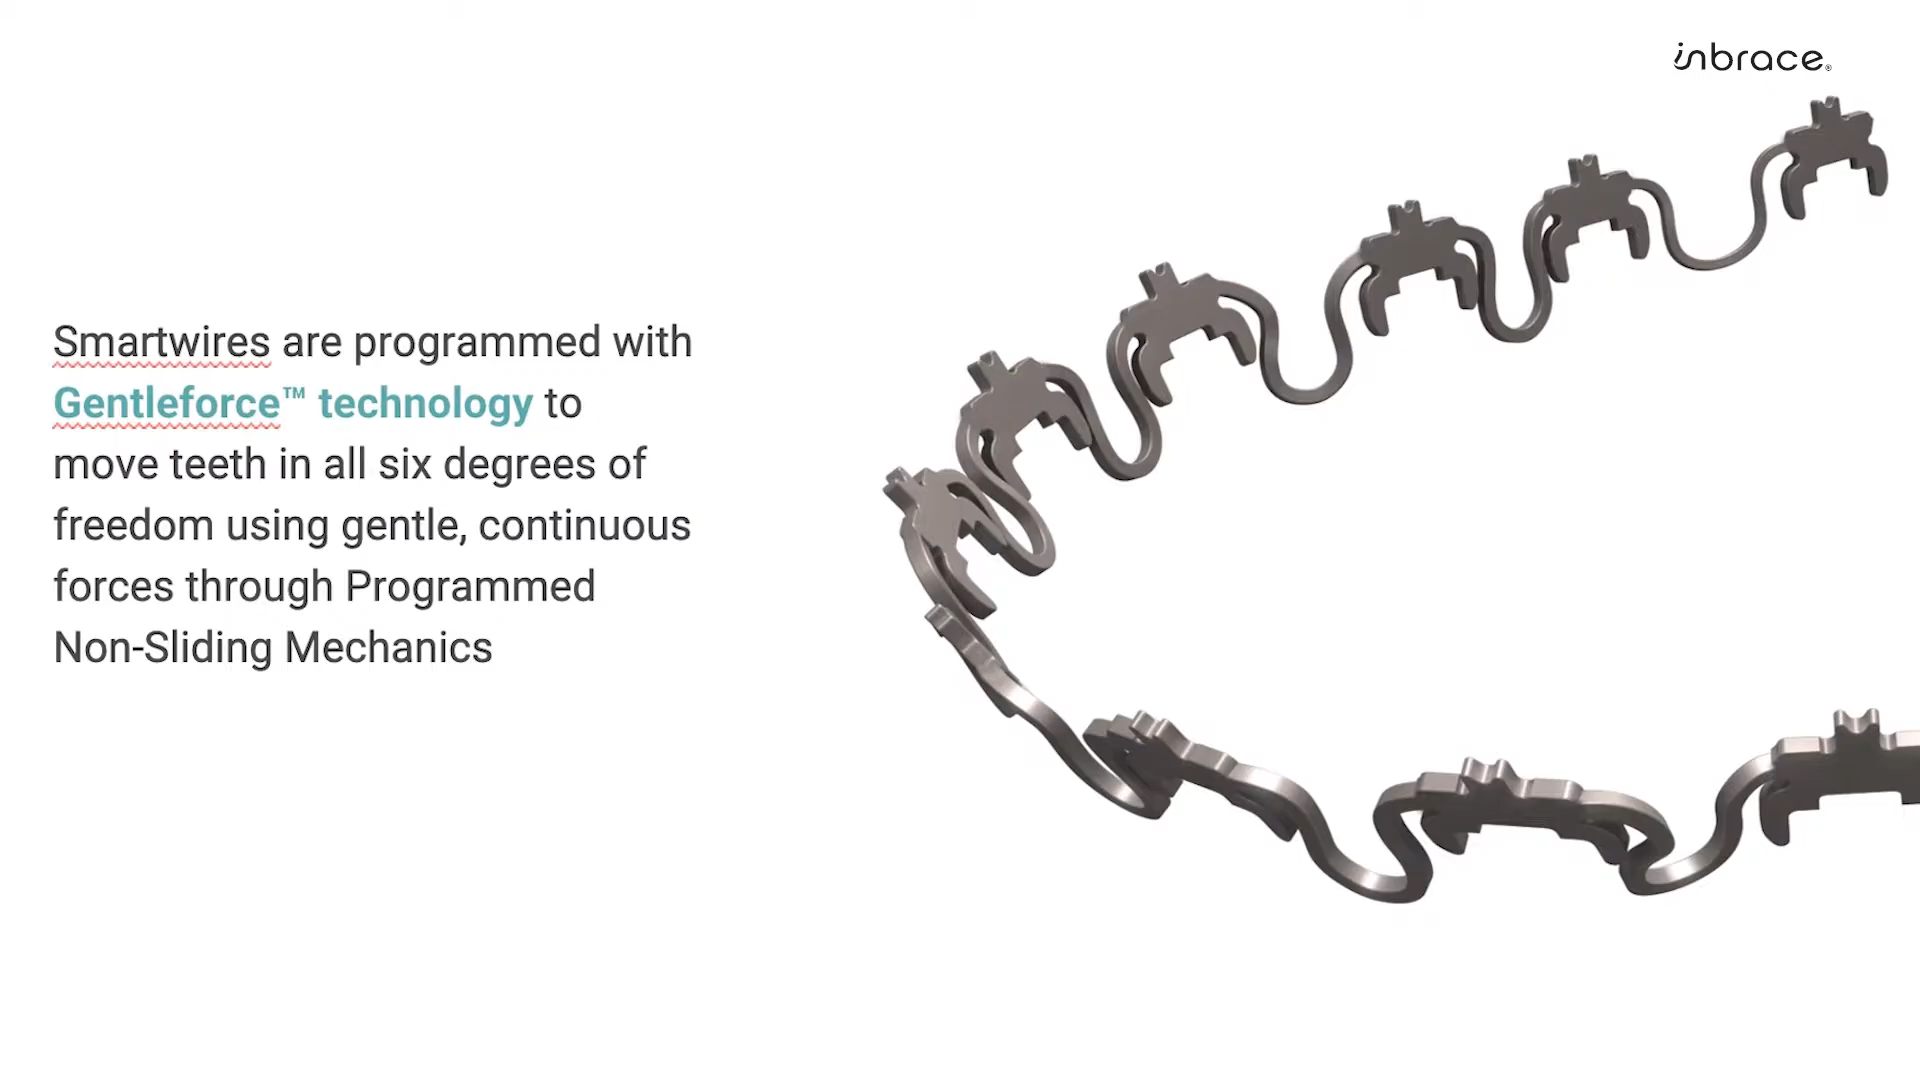 inbrace®
Smartwires are programmed with
Gentleforce™ technology to
move teeth in all six degrees of
freedom using gentle, continuous
forces through Programmed
Non-Sliding Mechanics